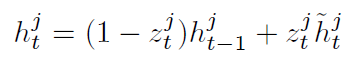 $h_t^j = (1 - z_t^j) h_{t-1}^j + z_t^j \tilde{h}_t^j$